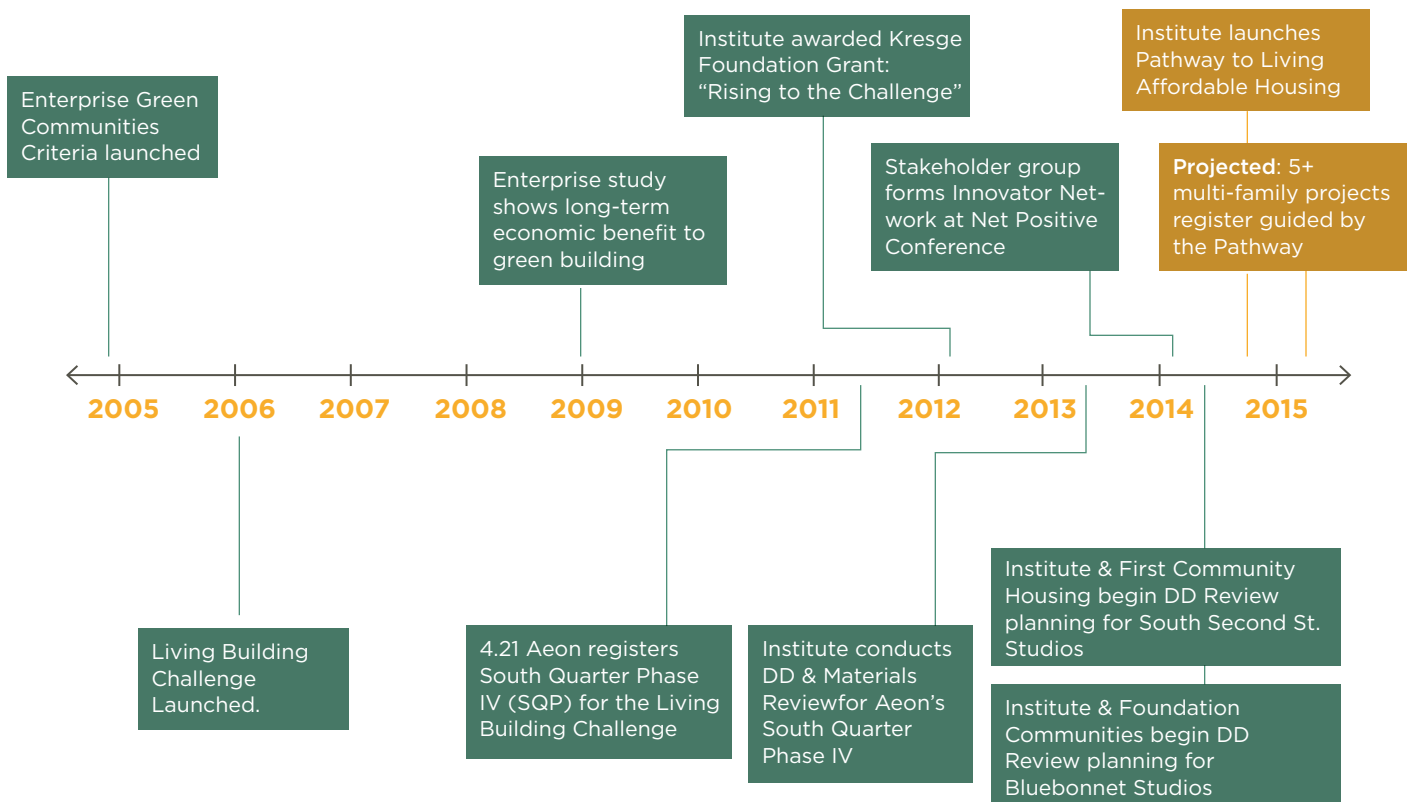 Institute awarded Kresge
Foundation Grant:
“Rising to the Challenge”
Institute launches
Pathway to Living
Affordable Housing
Enterprise Green
Communities
Criteria launched
Enterprise study
shows long-term
economic benefit to
green building
Stakeholder group
forms Innovator Net-
work at Net Positive
Conference
Projected: 5+
multi-family projects
register guided by
the Pathway
2005 2006 2007 2008 2009 2010 2011 2012 2013 2014 2015
Living Building
Challenge
Launched.
4.21 Aeon registers
South Quarter Phase
IV (SQP) for the Living
Building Challenge
Institute conducts
DD & Materials
Reviewfor Aeon’s
South Quarter
Phase IV
Institute & First Community
Housing begin DD Review
planning for South Second St.
Studios
Institute & Foundation
Communities begin DD
Review planning for
Bluebonnet Studios